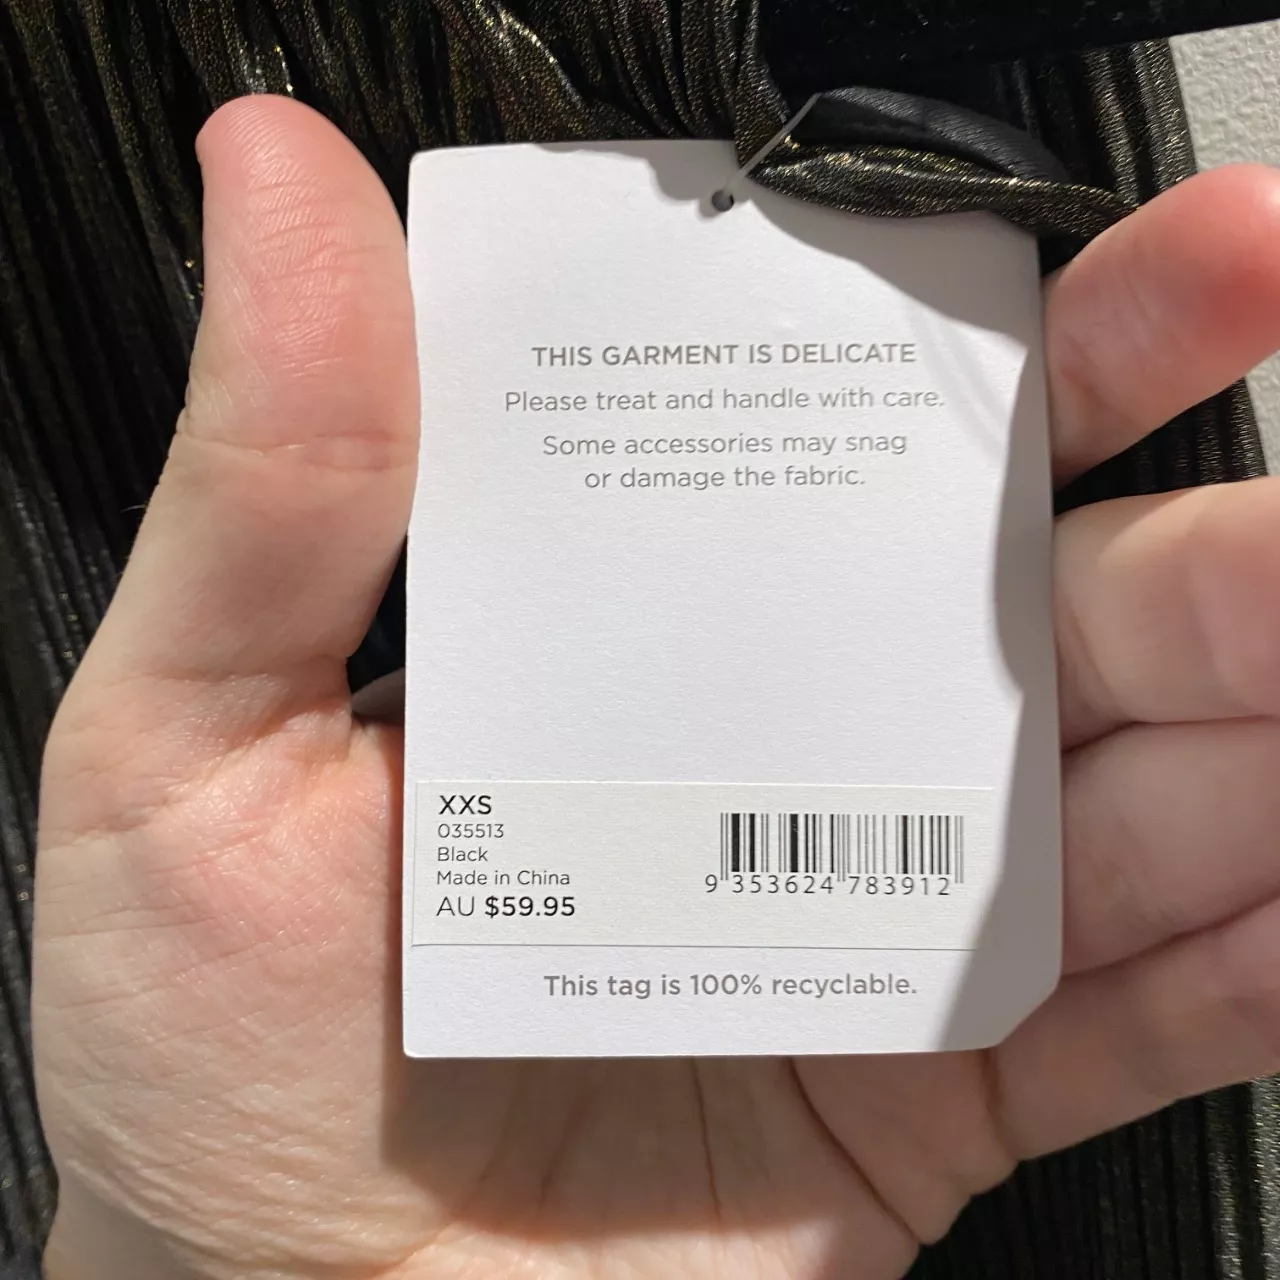 THIS GARMENT IS DELICATE
Please treat and handle with care.
Some accessories may snag
or damage the fabric.
XXS
035513
Black
Made in China
AU $59.95
9 353624 783912
This tag is 100% recyclable.